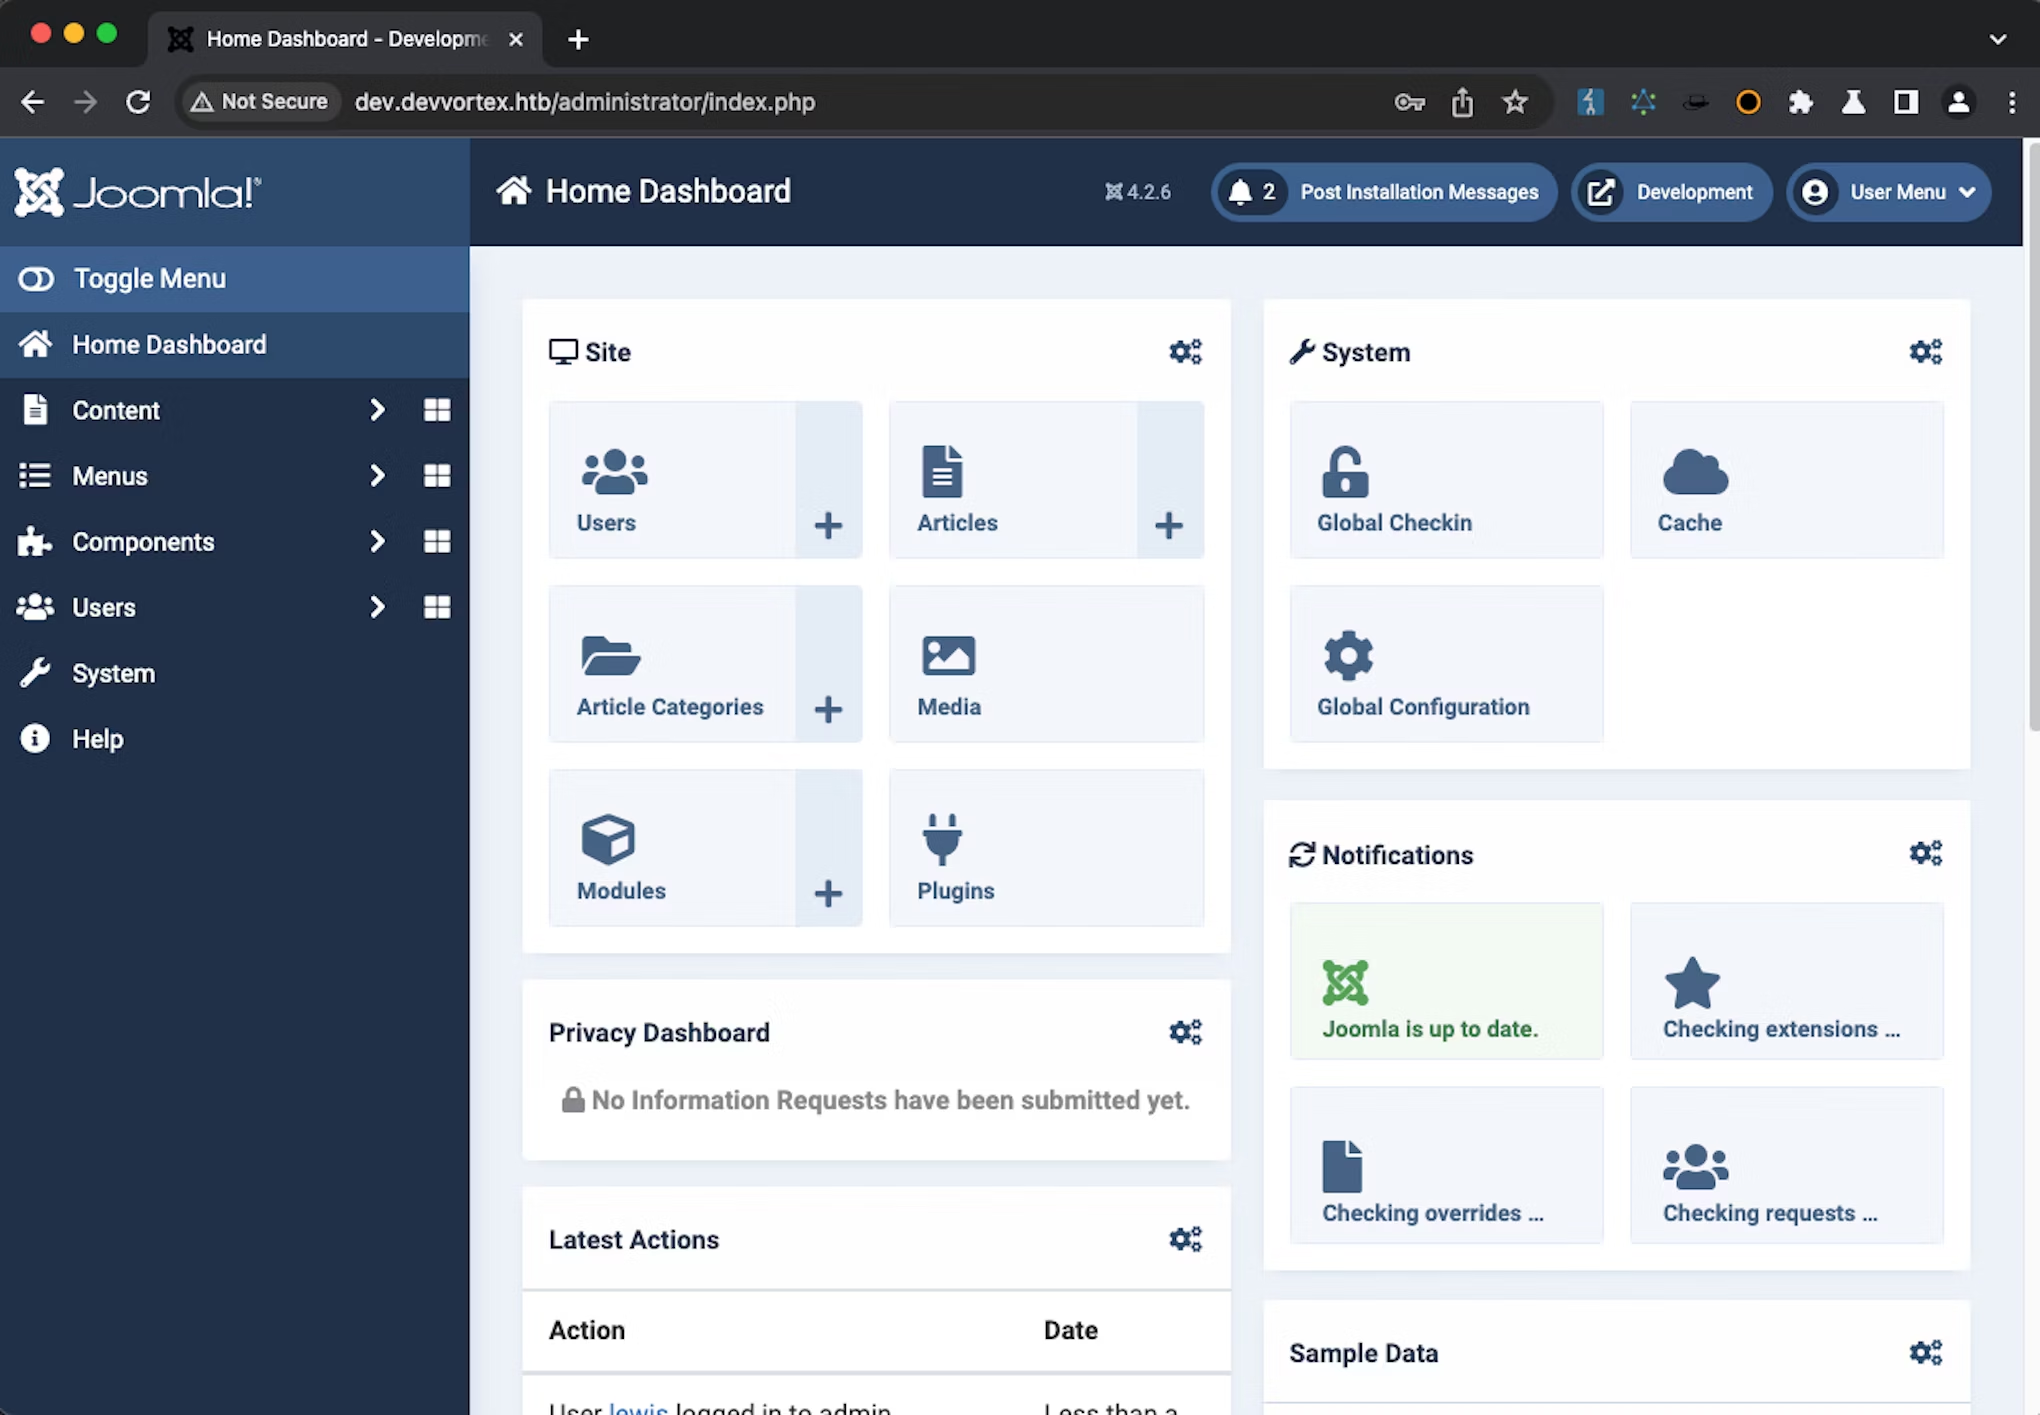 Home Dashboard - Developme
Not Secure
dev.devvortex.htb/administrator/index.php
Joomla!®
Home Dashboard
4.2.6
2
Post Installation Messages
Development
User Menu
Toggle Menu
Home Dashboard
Content
Menus
Components
Users
System
Help
Site
Users
Articles
Article Categories
Media
Modules
Plugins
Privacy Dashboard
No Information Requests have been submitted yet.
Latest Actions
Action Date
User lewis logged in to admin Less than a
System
Global Checkin
Cache
Global Configuration
Notifications
Joomla is up to date.
Checking extensions ...
Checking overrides ...
Checking requests ...
Sample Data